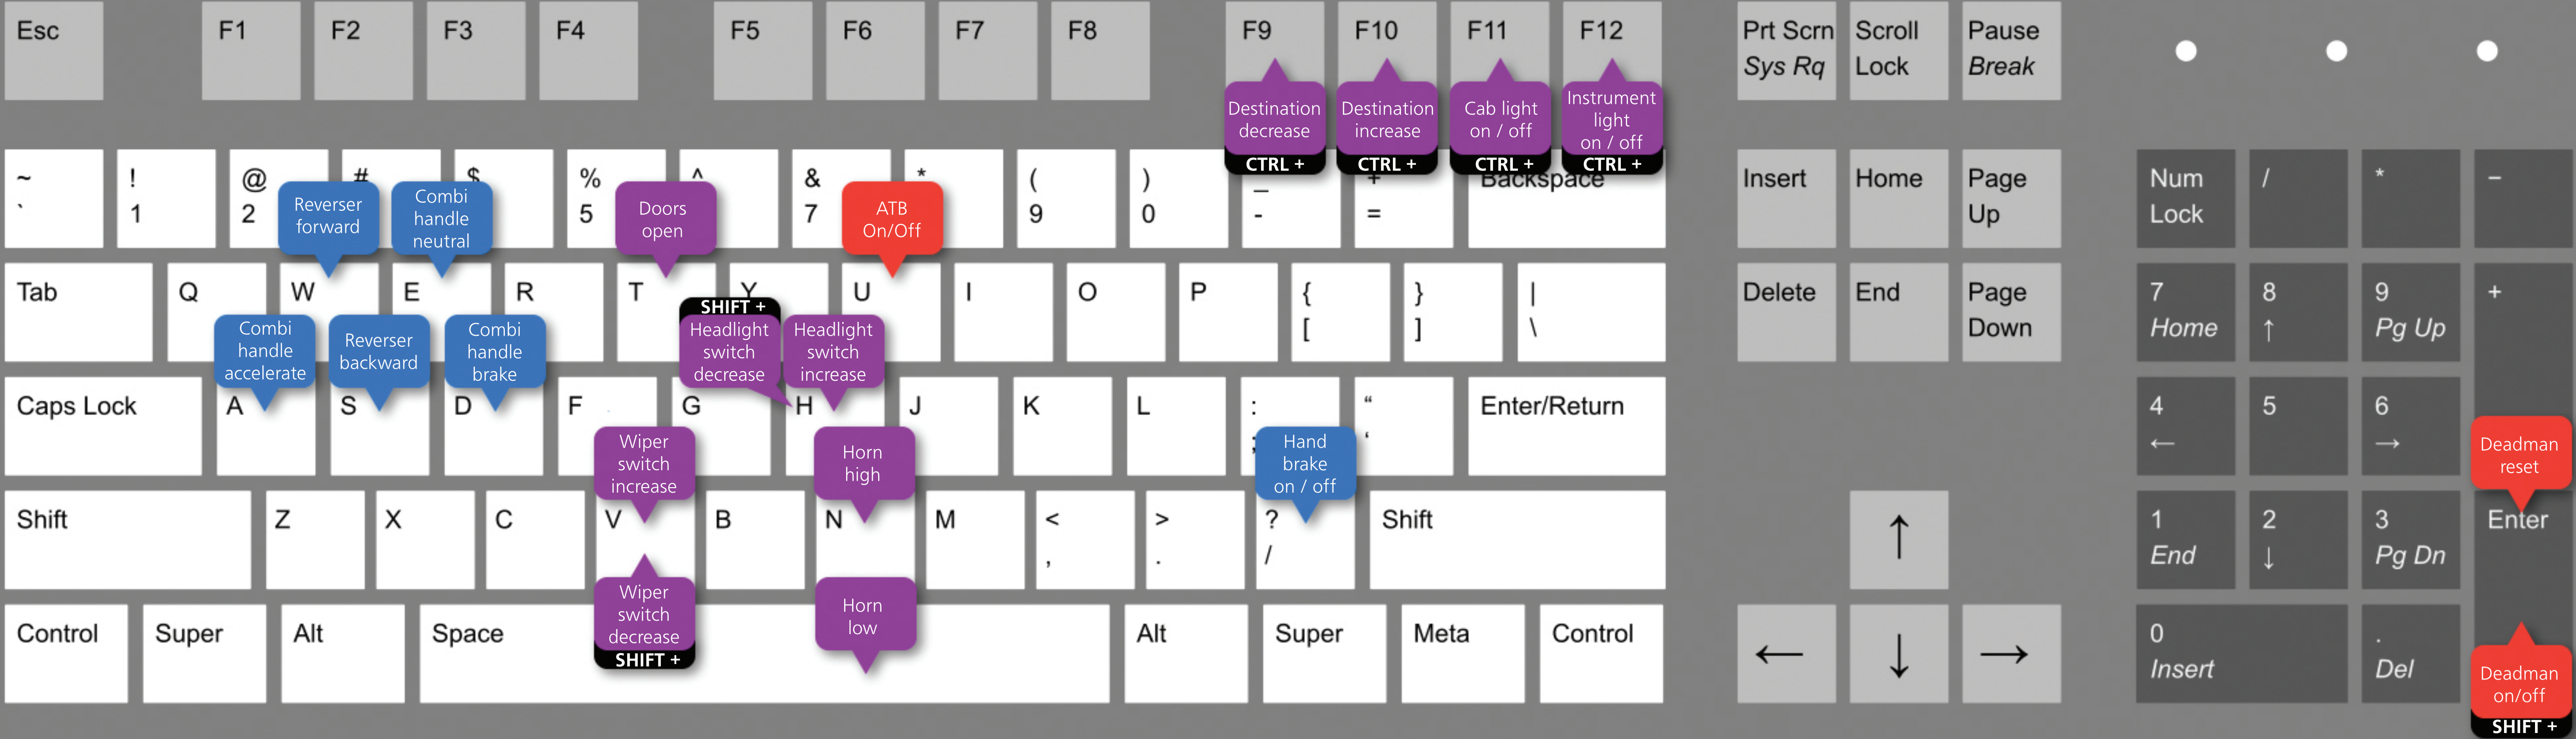 Esc
F1
F2
F3
F4
F5
F6
F7
F8
F9
F10
F11
F12
Prt Scrn
Sys Rq
Scroll
Lock
Pause
Break
Destination
decrease
CTRL +
Destination
increase
CTRL +
Cab light
on / off
CTRL +
Instrument
light
on / off
CTRL +
~
`
!
1
@
2
#
$
%
5
^
&
7
*
(
9
)
0
_
-
+
=
Backspace
Insert
Home
Page
Up
Num
Lock
/
*
–
Reverser
forward
Combi
handle
neutral
Doors
open
ATB
On/Off
Tab
Q
W
E
R
T
Y
U
I
O
P
{
[
}
]
|
\
Delete
End
Page
Down
7
Home
8
↑
9
Pg Up
+
Combi
handle
accelerate
Reverser
backward
Combi
handle
brake
SHIFT +
Headlight
switch
decrease
Headlight
switch
increase
Caps Lock
A
S
D
F
G
H
J
K
L
:
;
“
‘
Enter/Return
4
←
5
6
→
Wiper
switch
increase
Horn
high
Hand
brake
on / off
Deadman
reset
Shift
Z
X
C
V
B
N
M
<
,
>
.
?
/
Shift
↑
1
End
2
↓
3
Pg Dn
Enter
Wiper
switch
decrease
SHIFT +
Horn
low
Control
Super
Alt
Space
Alt
Super
Meta
Control
←
↓
→
0
Insert
.
Del
Deadman
on/off
SHIFT +